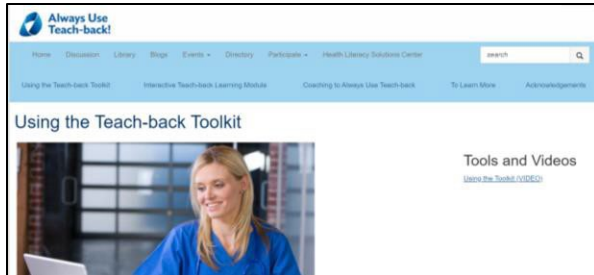 Always Use
Teach-back!
Home Discussion Library Blogs Events Directory Participate Health Literacy Solutions Center search
Using the Teach-back Toolkit Interactive Teach-back Learning Module Coaching to Always Use Teach-back To Learn More Acknowledgements
Using the Teach-back Toolkit
Tools and Videos
Using the Toolkit (VIDEO)